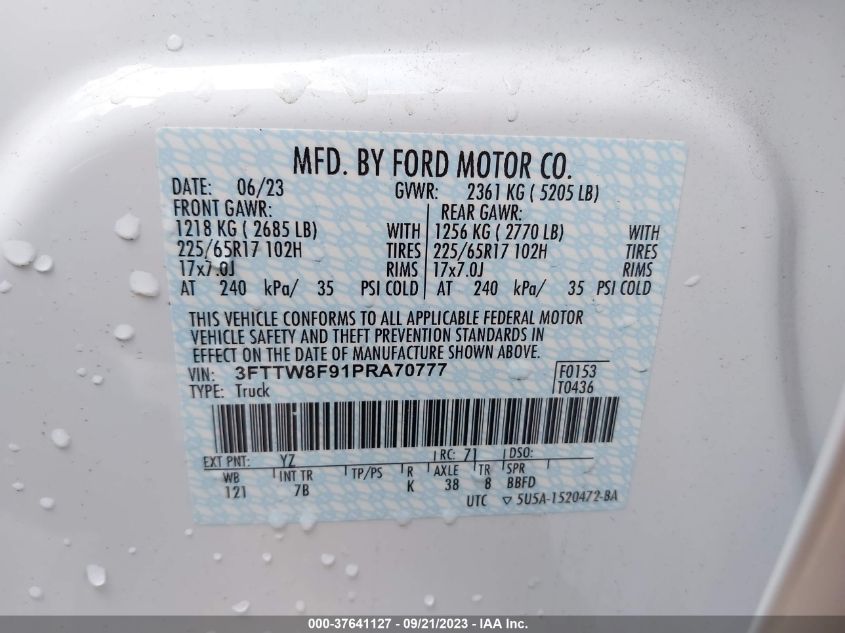 MFD. BY FORD MOTOR CO.
DATE: 06/23 GVWR: 2361 KG ( 5205 LB)
FRONT GAWR: REAR GAWR:
1218 KG ( 2685 LB) WITH 1256 KG ( 2770 LB) WITH
225/65R17 102H TIRES 225/65R17 102H TIRES
17x7.0J RIMS 17x7.0J RIMS
AT 240 kPa/ 35 PSI COLD AT 240 kPa/ 35 PSI COLD
THIS VEHICLE CONFORMS TO ALL APPLICABLE FEDERAL MOTOR
VEHICLE SAFETY AND THEFT PREVENTION STANDARDS IN
EFFECT ON THE DATE OF MANUFACTURE SHOWN ABOVE.
VIN: 3FTTW8F91PRA70777 F0153
TYPE: Truck T0436
EXT PNT: YZ RC: 71 DSO:
WB INT TR TP/PS R AXLE TR SPR
121 7B K 38 8 BBFD
UTC ▽ 5U5A-1520472-BA
000-37641127 - 09/21/2023 - IAA Inc.